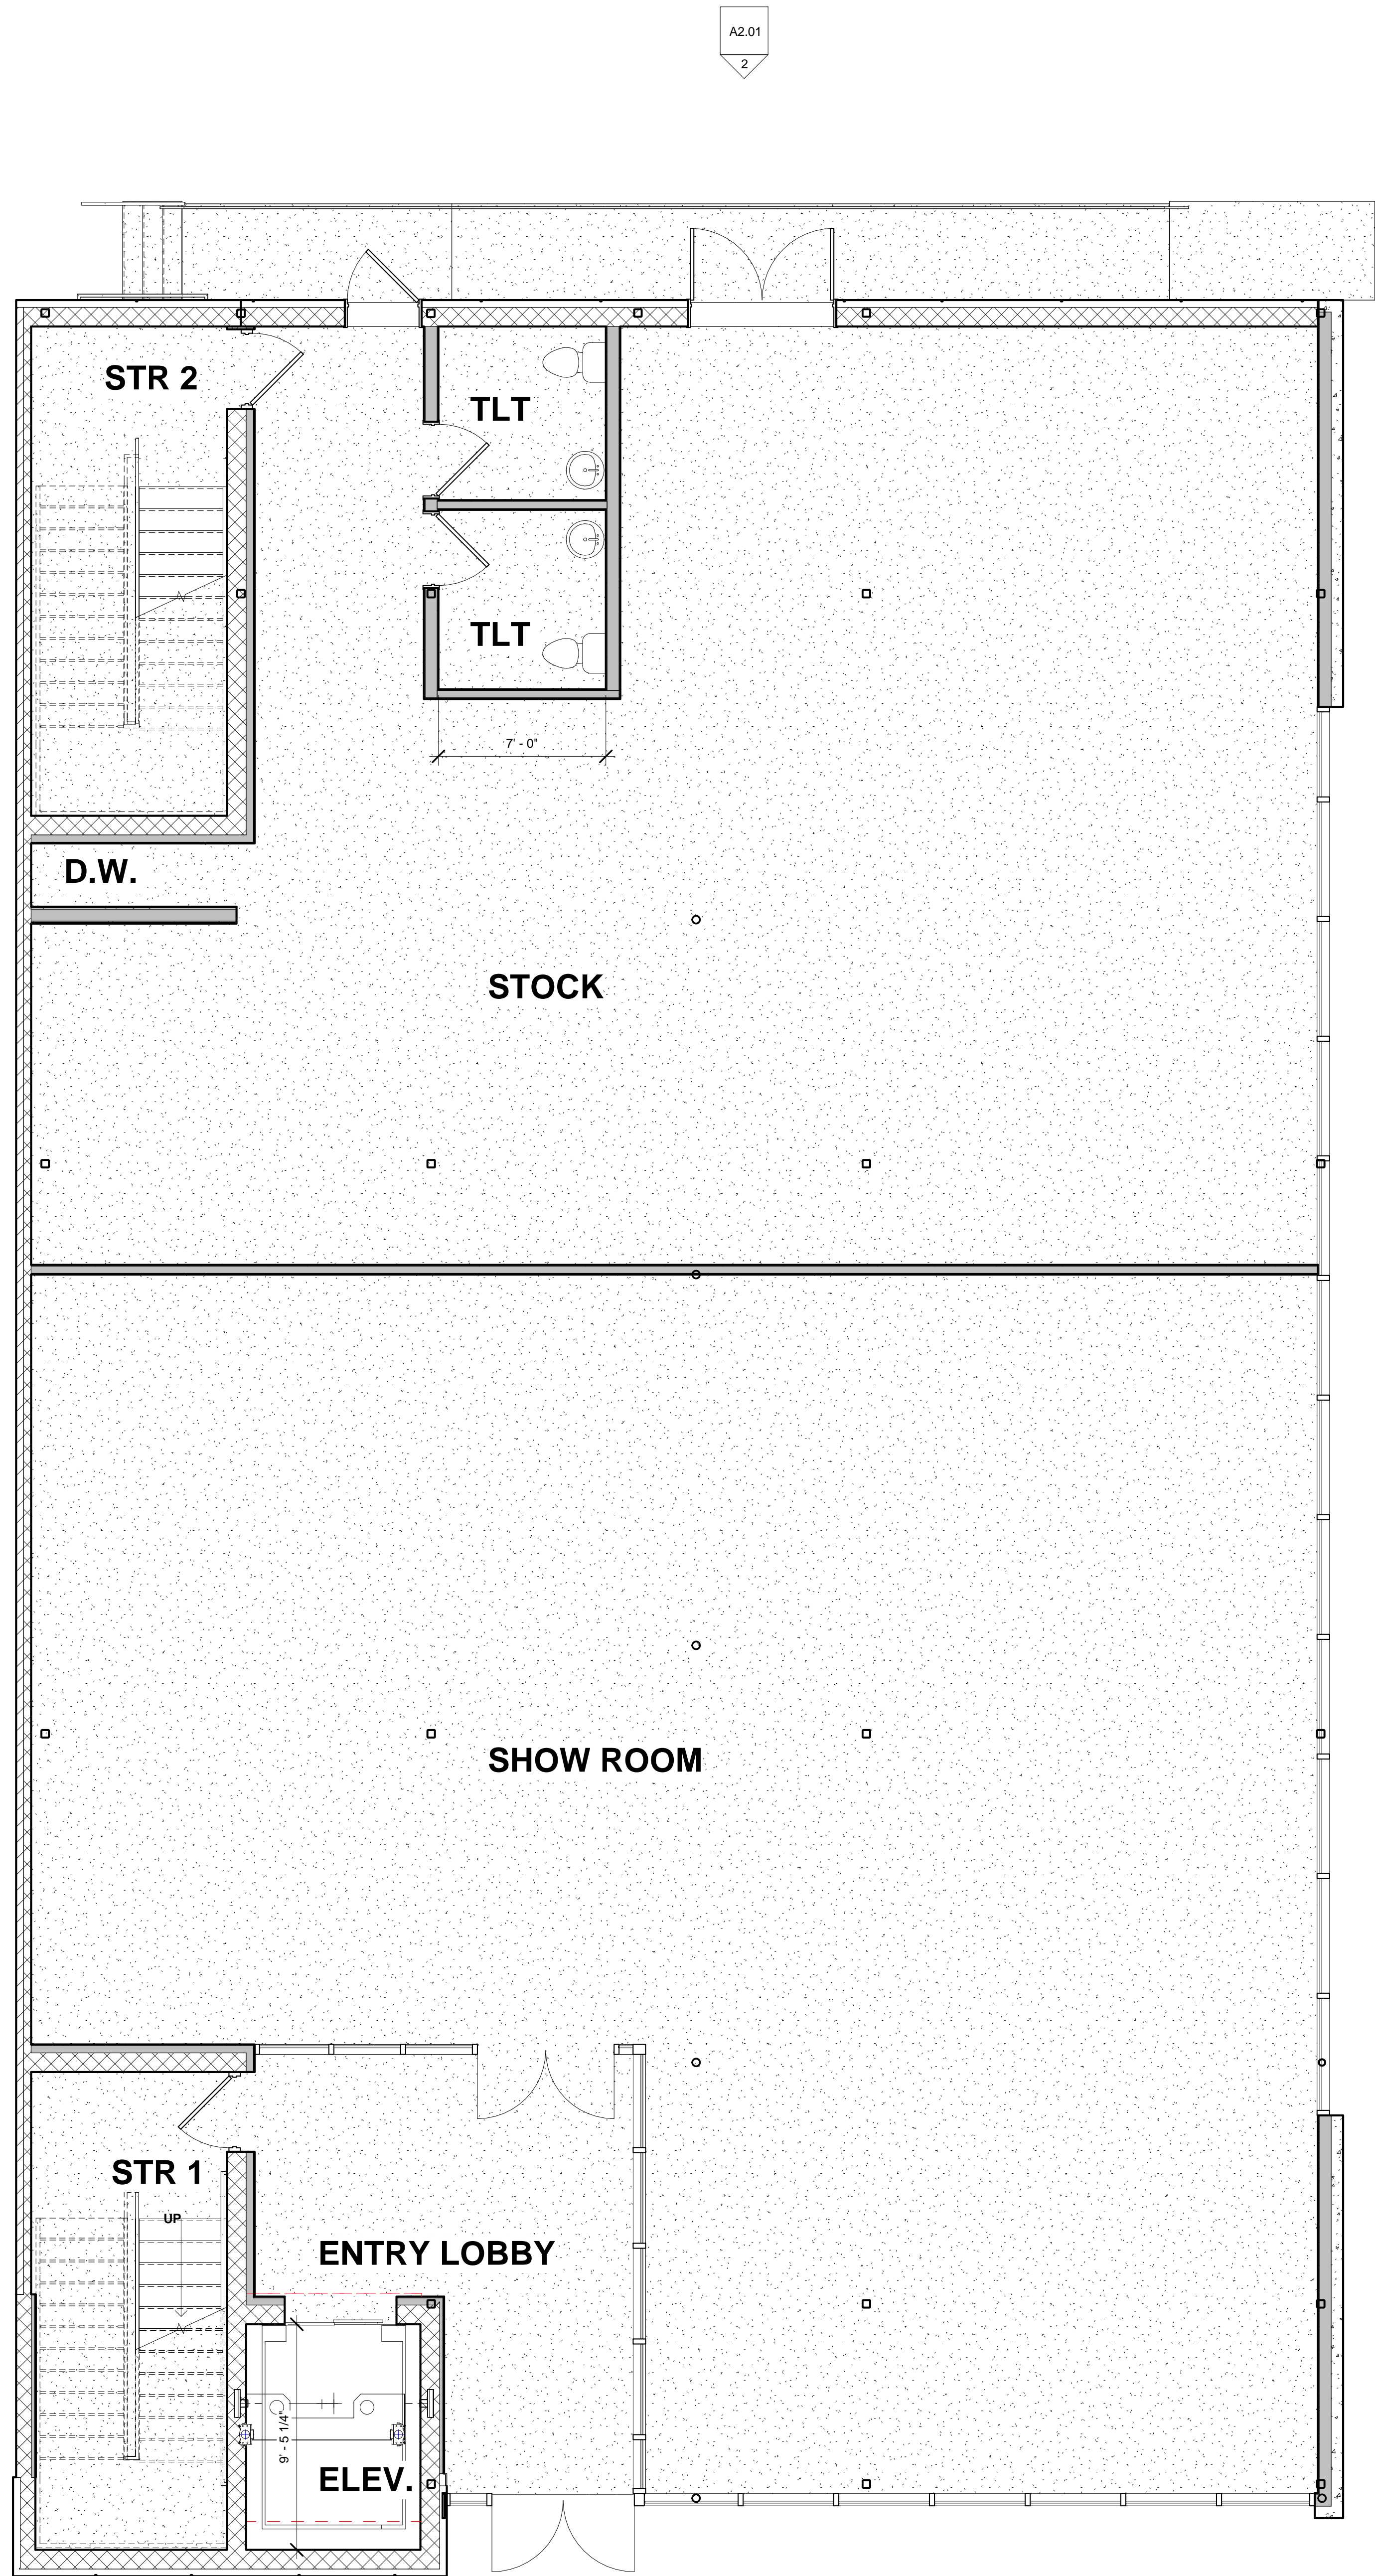 A2.01
2
STR 2
TLT
TLT
7' - 0"
D.W.
STOCK
SHOW ROOM
STR 1
UP
ENTRY LOBBY
9' - 5 1/4"
ELEV.